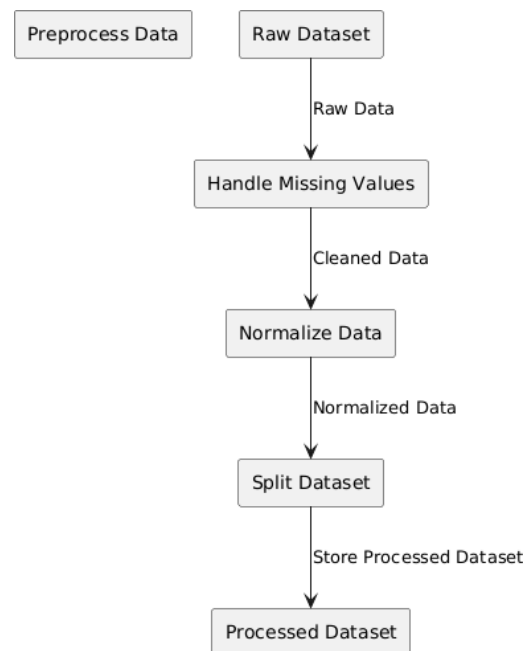 Preprocess Data
Raw Dataset
Raw Data
Handle Missing Values
Cleaned Data
Normalize Data
Normalized Data
Split Dataset
Store Processed Dataset
Processed Dataset